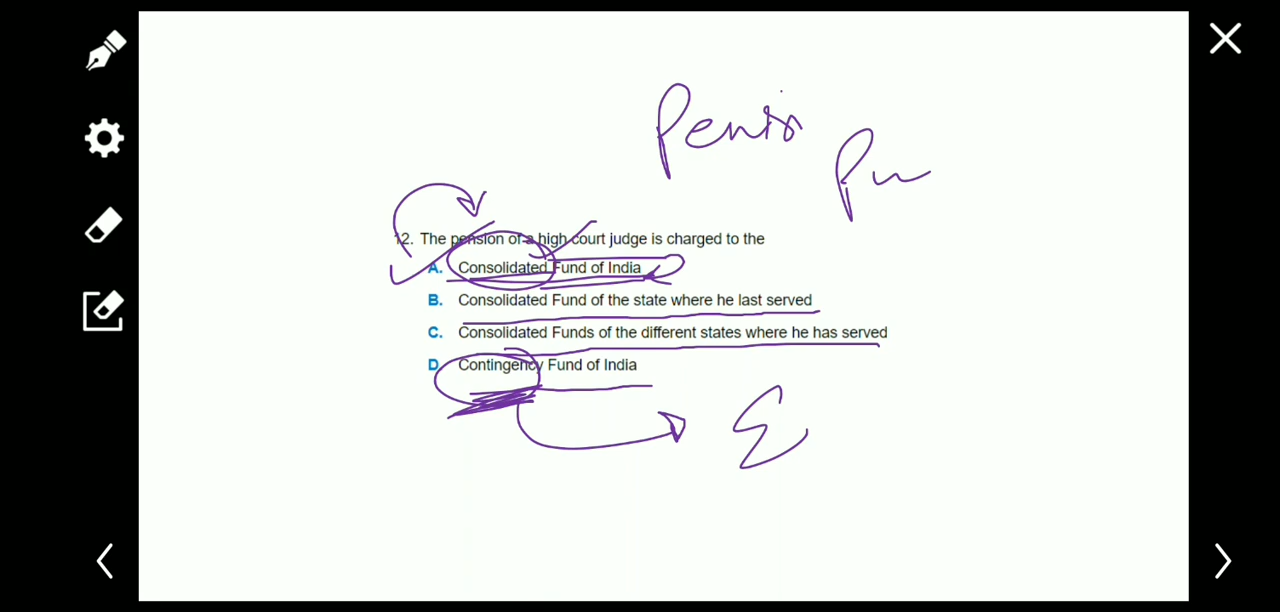 Penis
12. The pension of a high court judge is charged to the
A. Consolidated Fund of India
B. Consolidated Fund of the state where he last served
C. Consolidated Funds of the different states where he has served
D. Contingency Fund of India